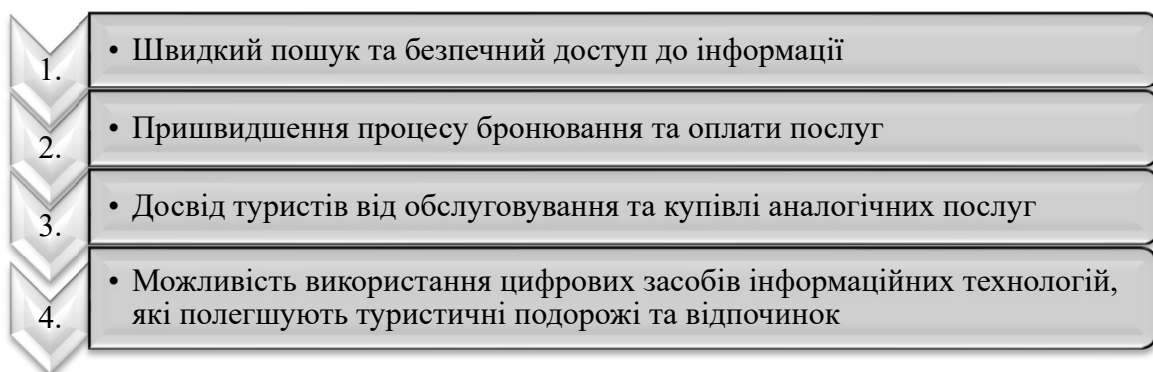 1. • Швидкий пошук та безпечний доступ до інформації
2. • Пришвидшення процесу бронювання та оплати послуг
3. • Досвід туристів від обслуговування та купівлі аналогічних послуг
4. • Можливість використання цифрових засобів інформаційних технологій,
які полегшують туристичні подорожі та відпочинок